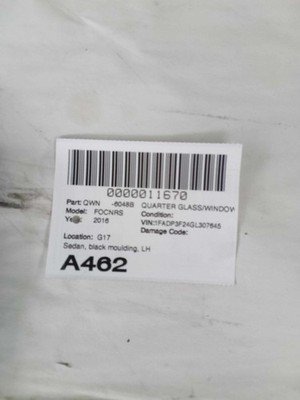 0000011670
Part: QWN -6048B QUARTER GLASS/WINDOW
Model: FOCNRS Condition:
Year: 2016 VIN:1FADP3F24GL307645
Damage Code:
Location: G17
Sedan, black moulding, LH
A462